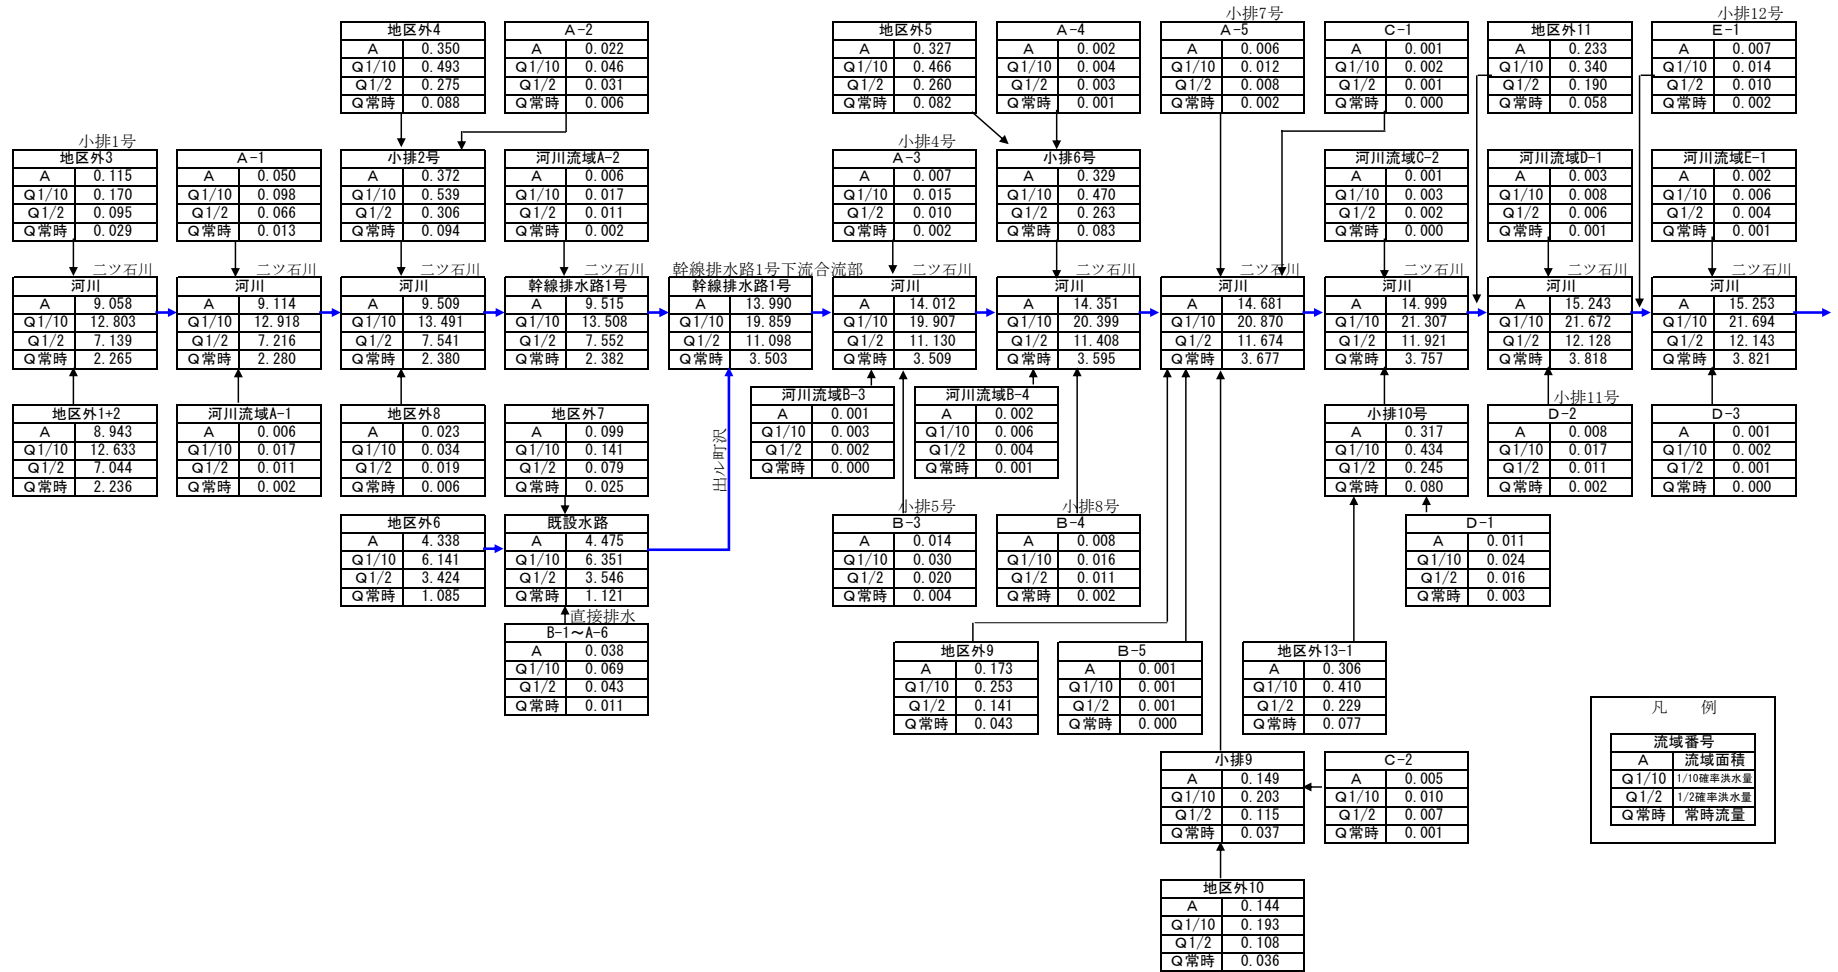 小排7号
小排12号
地区外4
A 0.350
Q1/10 0.493
Q1/2 0.275
Q常時 0.088
A-2
A 0.022
Q1/10 0.046
Q1/2 0.031
Q常時 0.006
地区外5
A 0.327
Q1/10 0.466
Q1/2 0.260
Q常時 0.082
A-4
A 0.002
Q1/10 0.004
Q1/2 0.003
Q常時 0.001
A-5
A 0.006
Q1/10 0.012
Q1/2 0.008
Q常時 0.002
C-1
A 0.001
Q1/10 0.002
Q1/2 0.001
Q常時 0.000
地区外11
A 0.233
Q1/10 0.340
Q1/2 0.190
Q常時 0.058
E-1
A 0.007
Q1/10 0.014
Q1/2 0.010
Q常時 0.002
小排1号
地区外3
A 0.115
Q1/10 0.170
Q1/2 0.095
Q常時 0.029
A-1
A 0.050
Q1/10 0.098
Q1/2 0.066
Q常時 0.013
小排2号
A 0.372
Q1/10 0.539
Q1/2 0.306
Q常時 0.094
河川流域A-2
A 0.006
Q1/10 0.017
Q1/2 0.011
Q常時 0.002
小排4号
A-3
A 0.007
Q1/10 0.015
Q1/2 0.010
Q常時 0.002
小排6号
A 0.329
Q1/10 0.470
Q1/2 0.263
Q常時 0.083
河川流域C-2
A 0.001
Q1/10 0.003
Q1/2 0.002
Q常時 0.000
河川流域D-1
A 0.003
Q1/10 0.008
Q1/2 0.006
Q常時 0.001
河川流域E-1
A 0.002
Q1/10 0.006
Q1/2 0.004
Q常時 0.001
二ツ石川
河川
A 9.058
Q1/10 12.803
Q1/2 7.139
Q常時 2.265
二ツ石川
河川
A 9.114
Q1/10 12.918
Q1/2 7.216
Q常時 2.280
二ツ石川
河川
A 9.509
Q1/10 13.491
Q1/2 7.541
Q常時 2.380
二ツ石川
幹線排水路1号
A 9.515
Q1/10 13.508
Q1/2 7.552
Q常時 2.382
幹線排水路1号下流合流部
幹線排水路1号
A 13.990
Q1/10 19.859
Q1/2 11.098
Q常時 3.503
二ツ石川
河川
A 14.012
Q1/10 19.907
Q1/2 11.130
Q常時 3.509
二ツ石川
河川
A 14.351
Q1/10 20.399
Q1/2 11.408
Q常時 3.595
二ツ石川
河川
A 14.681
Q1/10 20.870
Q1/2 11.674
Q常時 3.677
二ツ石川
河川
A 14.999
Q1/10 21.307
Q1/2 11.921
Q常時 3.757
二ツ石川
河川
A 15.243
Q1/10 21.672
Q1/2 12.128
Q常時 3.818
二ツ石川
河川
A 15.253
Q1/10 21.694
Q1/2 12.143
Q常時 3.821
地区外1+2
A 8.943
Q1/10 12.633
Q1/2 7.044
Q常時 2.236
河川流域A-1
A 0.006
Q1/10 0.017
Q1/2 0.011
Q常時 0.002
地区外8
A 0.023
Q1/10 0.034
Q1/2 0.019
Q常時 0.006
地区外7
A 0.099
Q1/10 0.141
Q1/2 0.079
Q常時 0.025
出ル町沢
河川流域B-3
A 0.001
Q1/10 0.003
Q1/2 0.002
Q常時 0.000
河川流域B-4
A 0.002
Q1/10 0.006
Q1/2 0.004
Q常時 0.001
小排10号
A 0.317
Q1/10 0.434
Q1/2 0.245
Q常時 0.080
小排11号
D-2
A 0.008
Q1/10 0.017
Q1/2 0.011
Q常時 0.002
D-3
A 0.001
Q1/10 0.002
Q1/2 0.001
Q常時 0.000
地区外6
A 4.338
Q1/10 6.141
Q1/2 3.424
Q常時 1.085
既設水路
A 4.475
Q1/10 6.351
Q1/2 3.546
Q常時 1.121
小排5号
B-3
A 0.014
Q1/10 0.030
Q1/2 0.020
Q常時 0.004
小排8号
B-4
A 0.008
Q1/10 0.016
Q1/2 0.011
Q常時 0.002
D-1
A 0.011
Q1/10 0.024
Q1/2 0.016
Q常時 0.003
直接排水
B-1～A-6
A 0.038
Q1/10 0.069
Q1/2 0.043
Q常時 0.011
地区外9
A 0.173
Q1/10 0.253
Q1/2 0.141
Q常時 0.043
B-5
A 0.001
Q1/10 0.001
Q1/2 0.001
Q常時 0.000
地区外13-1
A 0.306
Q1/10 0.410
Q1/2 0.229
Q常時 0.077
小排9
A 0.149
Q1/10 0.203
Q1/2 0.115
Q常時 0.037
C-2
A 0.005
Q1/10 0.010
Q1/2 0.007
Q常時 0.001
地区外10
A 0.144
Q1/10 0.193
Q1/2 0.108
Q常時 0.036
凡 例
流域番号
A 流域面積
Q1/10 1/10確率洪水量
Q1/2 1/2確率洪水量
Q常時 常時流量